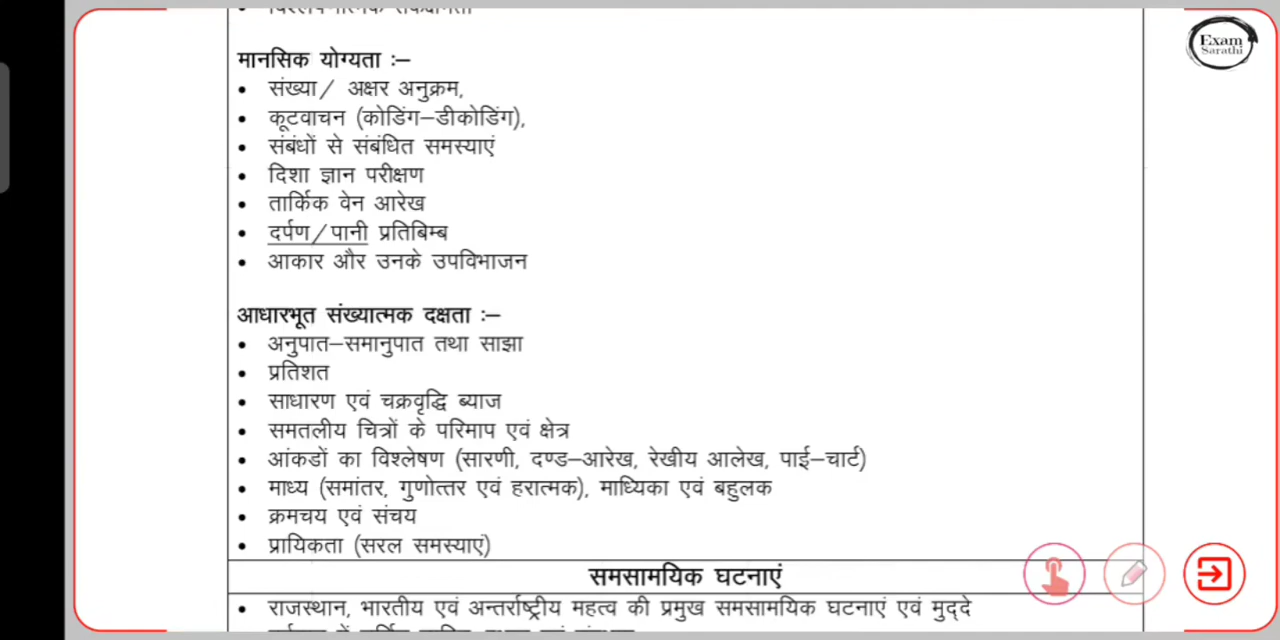 Exam
Sarathi
मानसिक योग्यता :–
• संख्या/ अक्षर अनुक्रम,
• कूटवाचन (कोडिंग–डीकोडिंग),
• संबंधों से संबंधित समस्याएं
• दिशा ज्ञान परीक्षण
• तार्किक वेन आरेख
• दर्पण/पानी प्रतिबिम्ब
• आकार और उनके उपविभाजन
आधारभूत संख्यात्मक दक्षता :–
• अनुपात–समानुपात तथा साझा
• प्रतिशत
• साधारण एवं चक्रवृद्धि ब्याज
• समतलीय चित्रों के परिमाप एवं क्षेत्र
• आंकडों का विश्लेषण (सारणी, दण्ड–आरेख, रेखीय आलेख, पाई–चार्ट)
• माध्य (समांतर, गुणोत्तर एवं हरात्मक), माध्यिका एवं बहुलक
• क्रमचय एवं संचय
• प्रायिकता (सरल समस्याएं)
समसामयिक घटनाएं
• राजस्थान, भारतीय एवं अन्तर्राष्ट्रीय महत्व की प्रमुख समसामयिक घटनाएं एवं मुद्दे